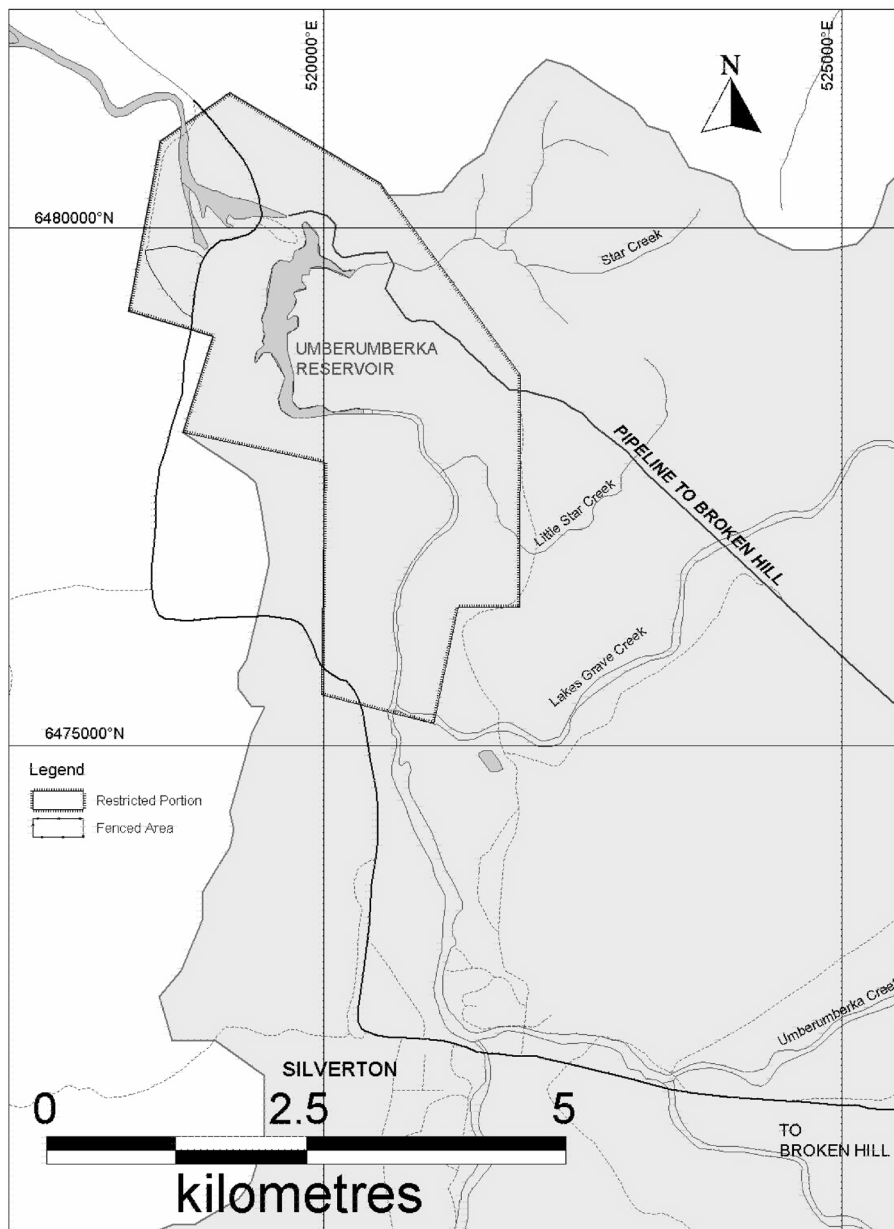 520000°E
525000°E
N
6480000°N
Star Creek
UMBERUMBERKA
RESERVOIR
PIPELINE TO BROKEN HILL
Little Star Creek
Lakes Grave Creek
6475000°N
Legend
Restricted Portion
Fenced Area
Umberumberka Creek
SILVERTON
0 2.5 5
kilometres
TO
BROKEN HILL